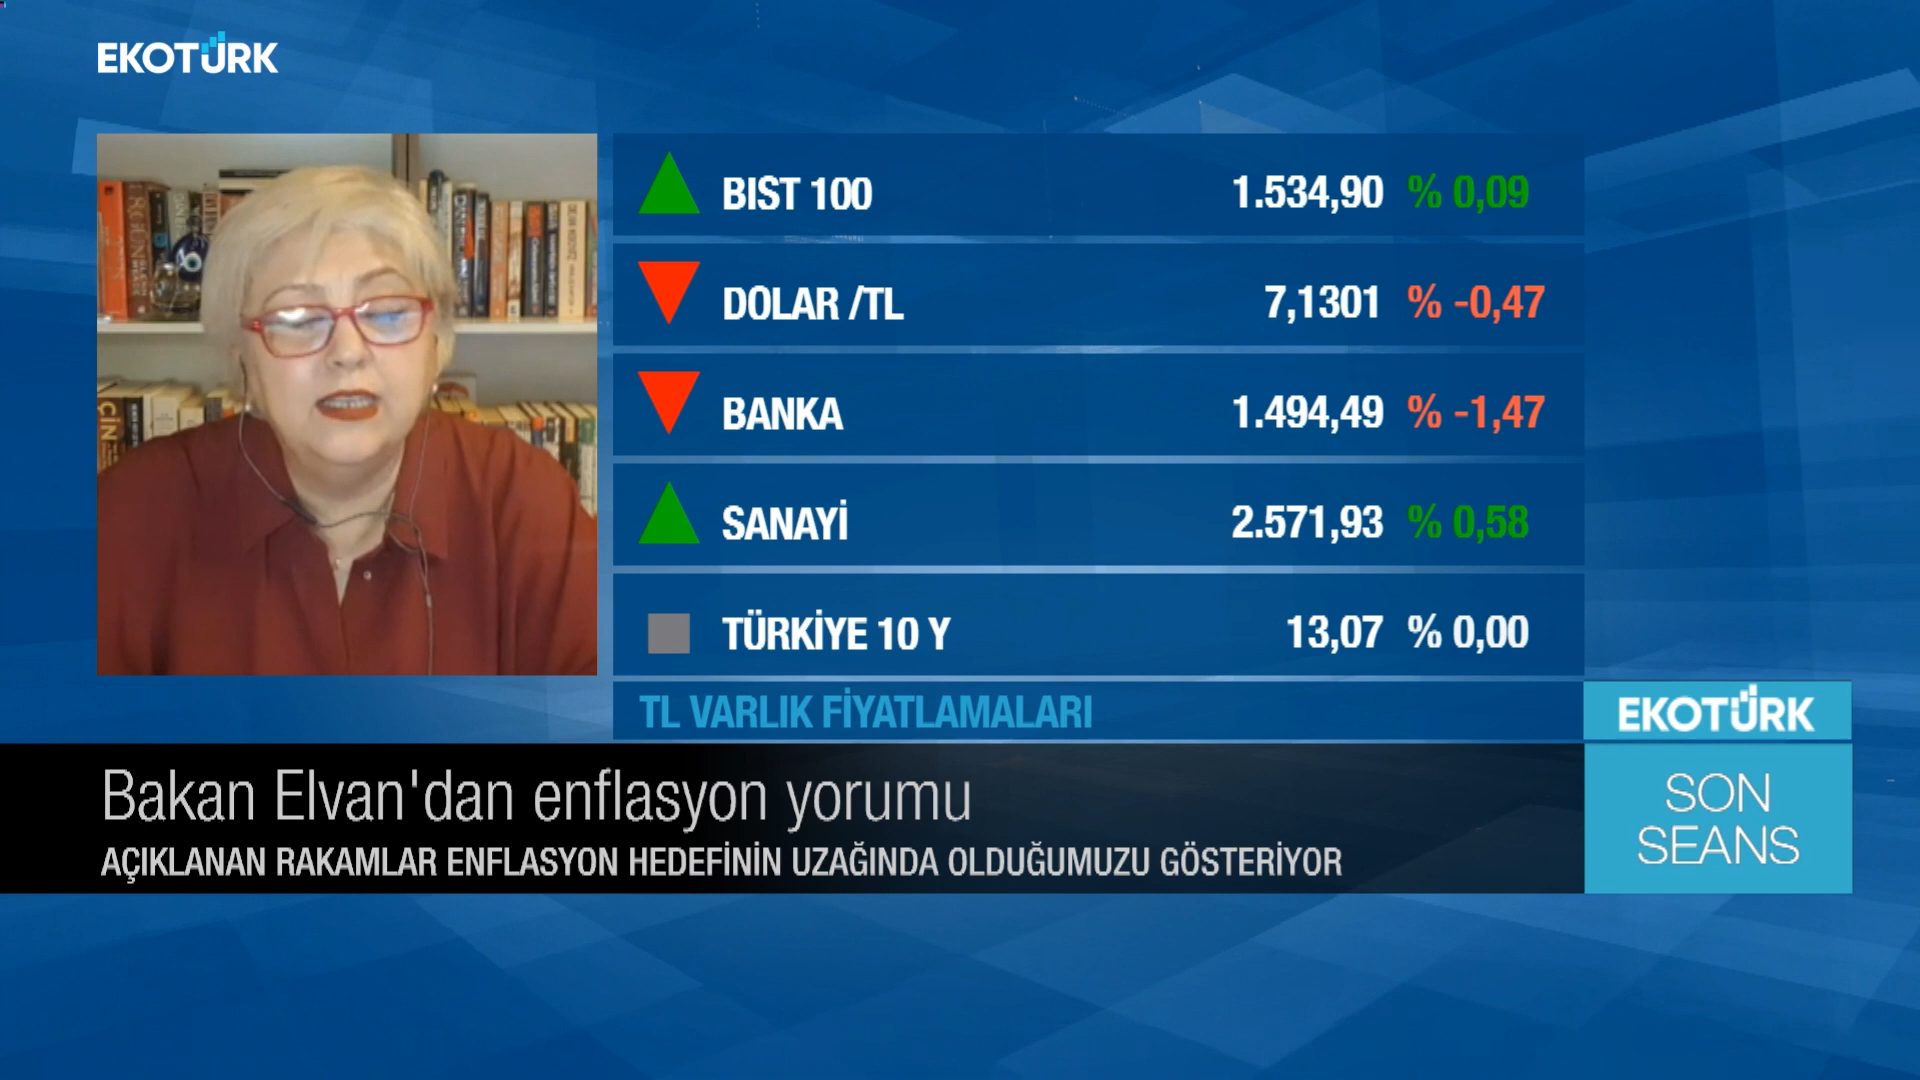 EKOTÜRK
BIST 100 1.534,90 % 0,09
DOLAR /TL 7,1301 % -0,47
BANKA 1.494,49 % -1,47
SANAYİ 2.571,93 % 0,58
TÜRKİYE 10 Y 13,07 % 0,00
TL VARLIK FİYATLAMALARI
EKOTÜRK
Bakan Elvan'dan enflasyon yorumu
AÇIKLANAN RAKAMLAR ENFLASYON HEDEFİNİN UZAĞINDA OLDUĞUMUZU GÖSTERİYOR
SON
SEANS
ÇİN